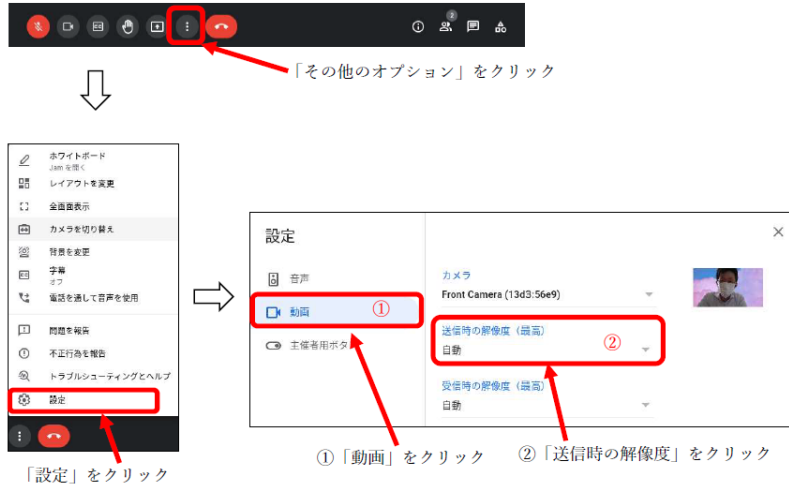 2
「その他のオプション」をクリック
ホワイトボード
Jam を開く
レイアウトを変更
全画面表示
カメラを切り替え
背景を変更
字幕
オフ
電話を通して音声を使用
問題を報告
不正行為を報告
トラブルシューティングとヘルプ
設定
「設定」をクリック
設定
音声
動画
①
主催者用ボタ
カメラ
Front Camera (13d3:56e9)
送信時の解像度（最高）
自動
②
受信時の解像度（最高）
自動
①「動画」をクリック
②「送信時の解像度」をクリック